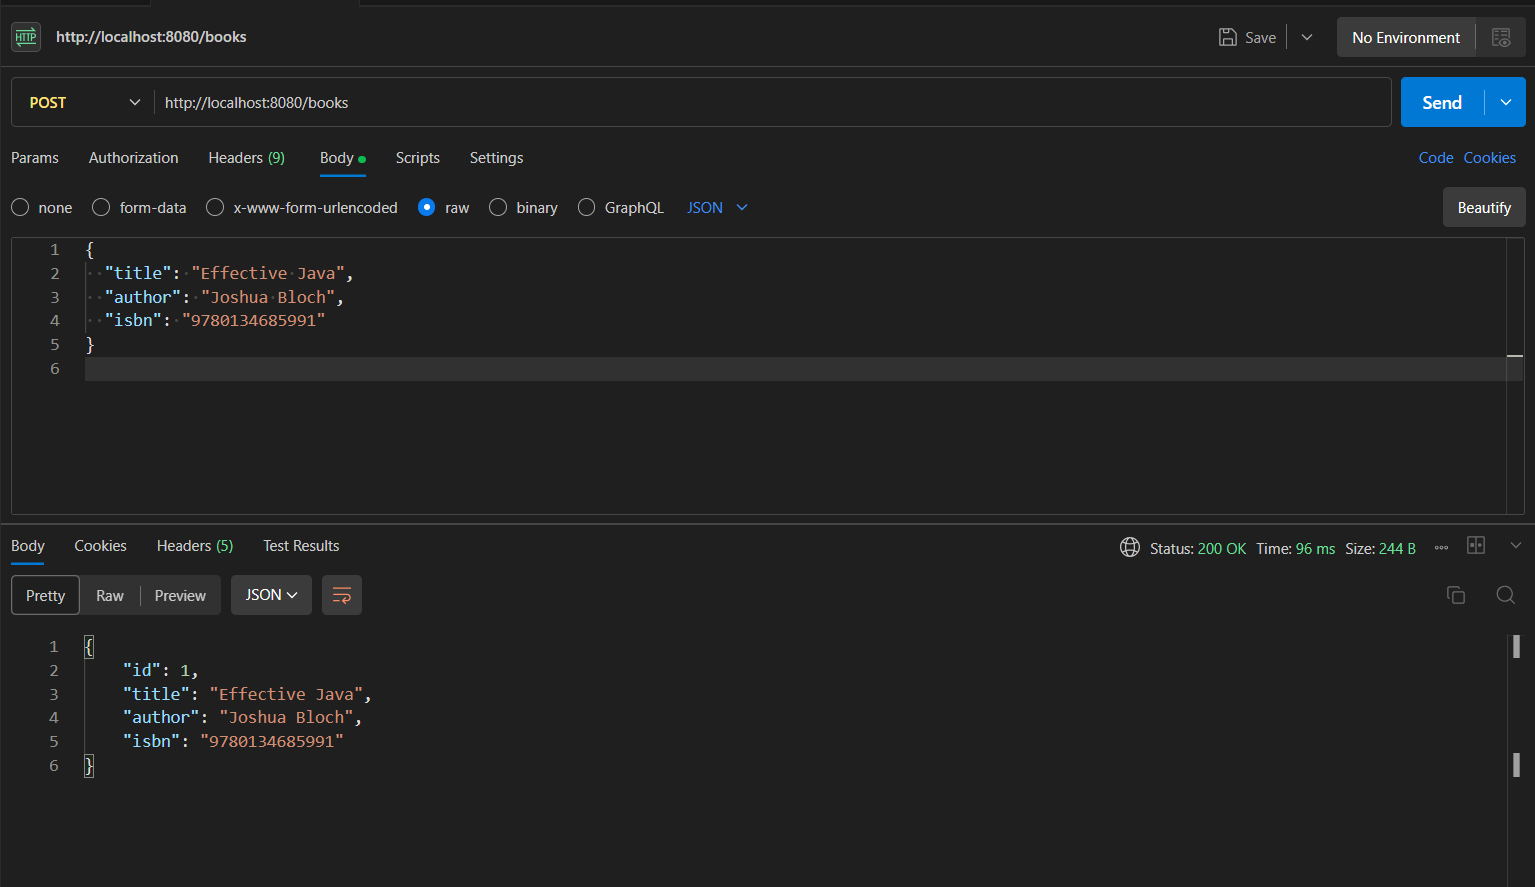 HTTP http://localhost:8080/books Save No Environment
POST http://localhost:8080/books Send
Params Authorization Headers (9) Body Scripts Settings Code Cookies
none form-data x-www-form-urlencoded raw binary GraphQL JSON Beautify
1 {
2 "title": "Effective Java",
3 "author": "Joshua Bloch",
4 "isbn": "9780134685991"
5 }
6
Body Cookies Headers (5) Test Results Status: 200 OK Time: 96 ms Size: 244 B
Pretty Raw Preview JSON
1 {
2 "id": 1,
3 "title": "Effective Java",
4 "author": "Joshua Bloch",
5 "isbn": "9780134685991"
6 }